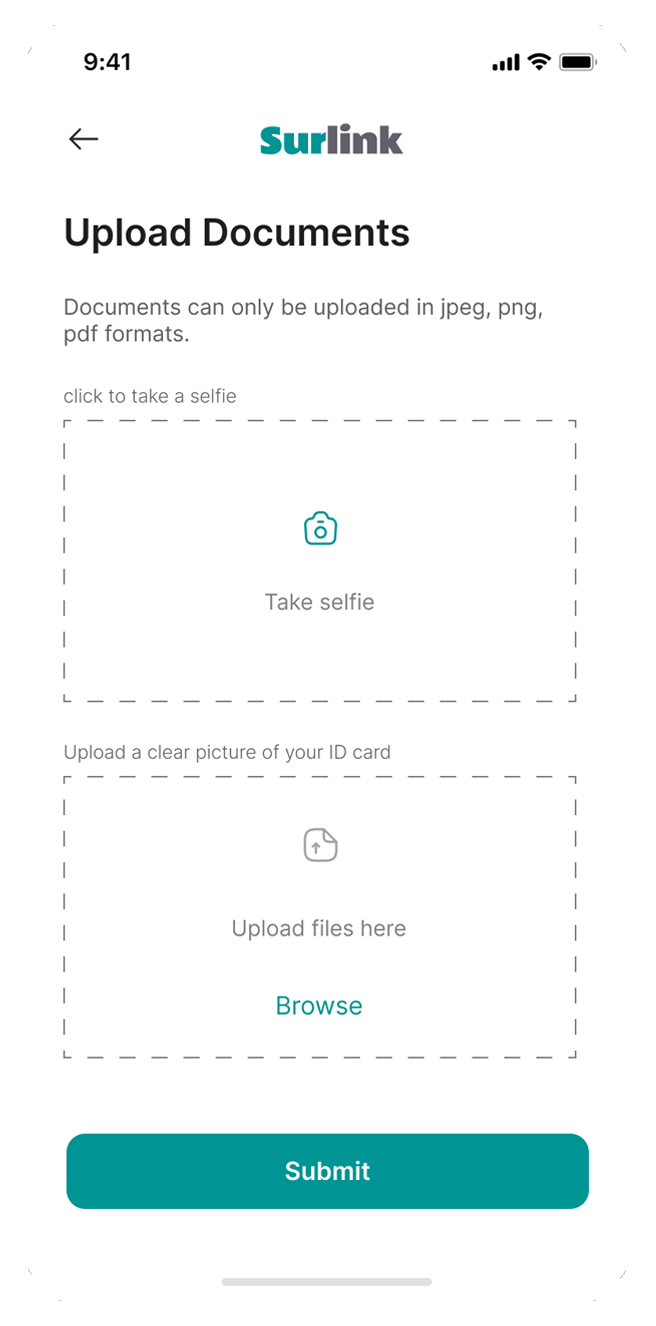 9:41
Surlink
Upload Documents
Documents can only be uploaded in jpeg, png,
pdf formats.
click to take a selfie
Take selfie
Upload a clear picture of your ID card
Upload files here
Browse
Submit